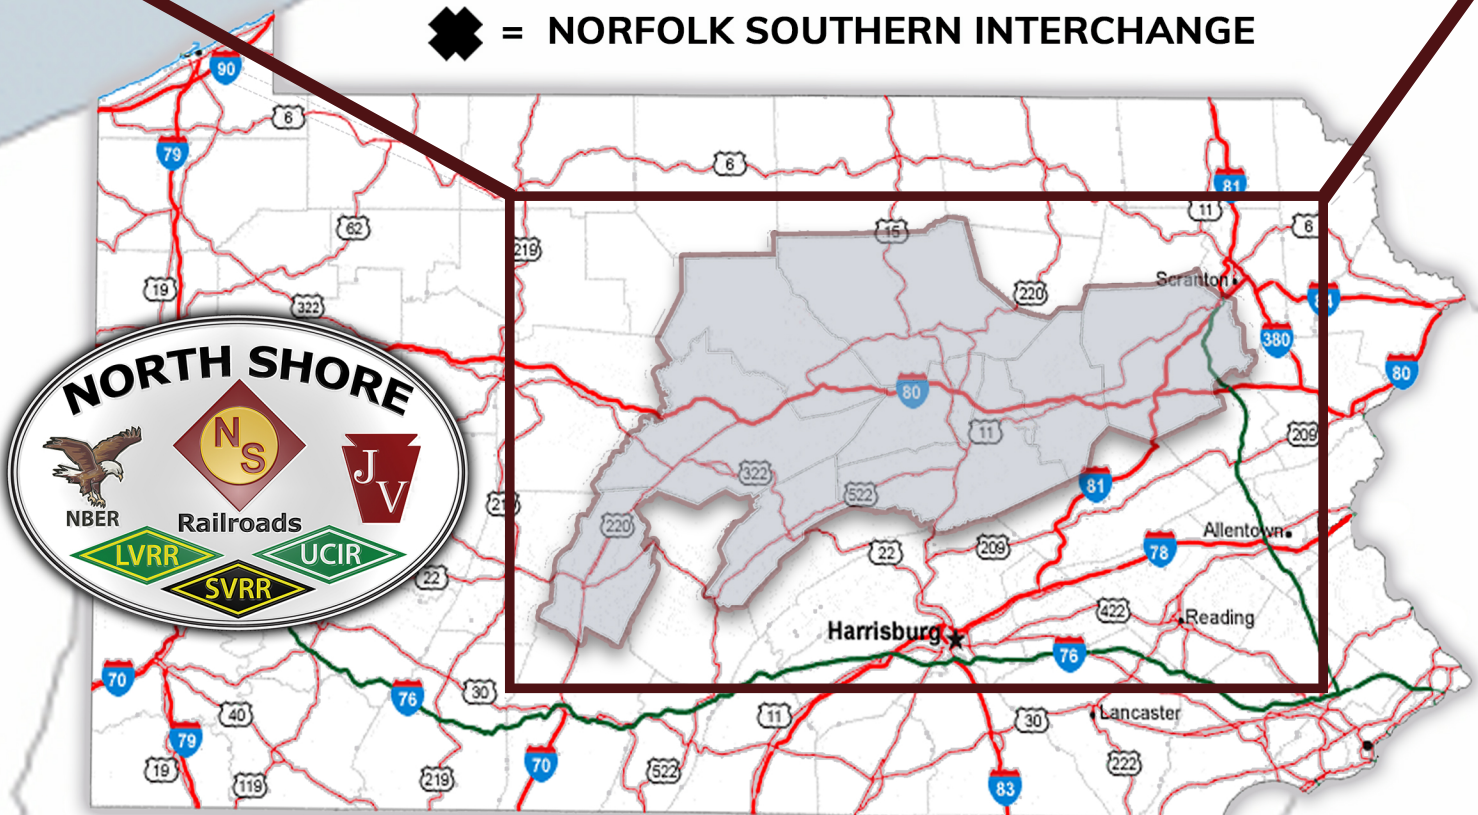 = NORFOLK SOUTHERN INTERCHANGE
90
6
79
6
81
11
6
62
15
219
19
322
Scranton
220
84
380
80
80
NORTH SHORE
N
S
J
V
NBER
Railroads
LVRR
UCIR
SVRR
11
209
322
522
81
220
Allentown
22
209
78
22
422
Reading
Harrisburg
76
70
76
30
40
11
30
Lancaster
79
19
119
219
70
522
222
83